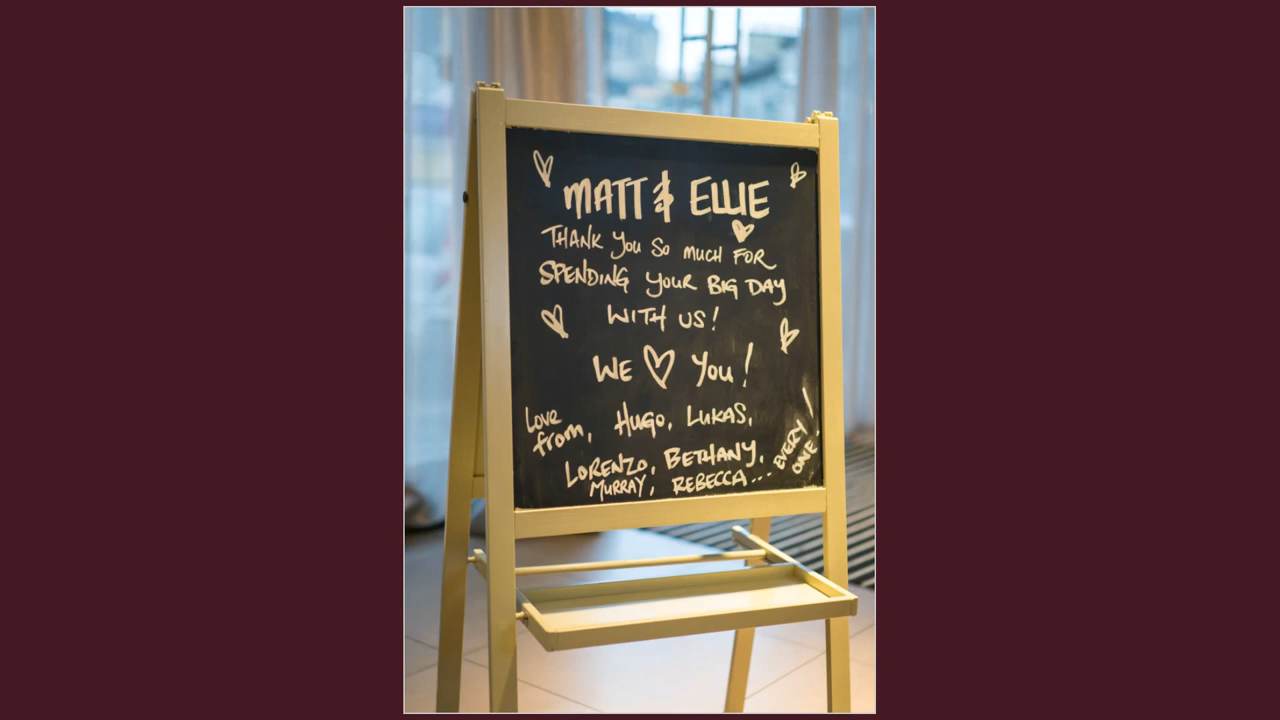 MATT & ELLIE
THANK You So MUCH FOR
SPENDING YOUR BIG DAY
WITH US!
WE ♡ You!
Love
from, HUGO, LUKAS,
LORENZO, BETHANY,
MURRAY, REBECCA... EVERY
ONE!